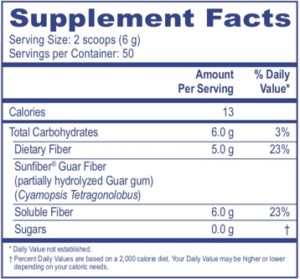 Supplement Facts
Serving Size: 2 scoops (6 g)
Servings per Container: 50
Amount Per Serving % Daily Value*
Calories 13
Total Carbohydrates 6.0 g 3%
Dietary Fiber 5.0 g 23%
Sunfiber® Guar Fiber
(partially hydrolyzed Guar gum)
(Cyamopsis Tetragonolobus)
Soluble Fiber 6.0 g 23%
Sugars 0.0 g †
* Daily Value not established.
† Percent Daily Values are based on a 2,000 calorie diet. Your Daily Value may be higher or lower
depending on your caloric needs.